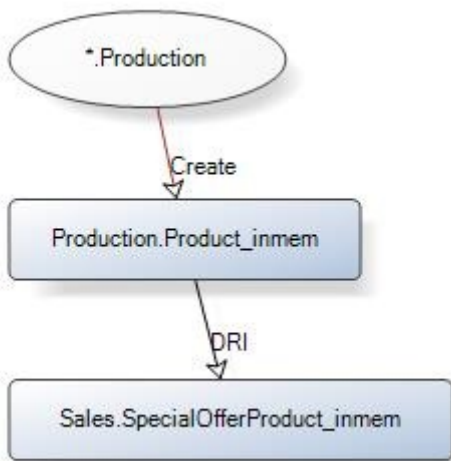 *.Production
Create
Production.Product_inmem
DRI
Sales.SpecialOfferProduct_inmem